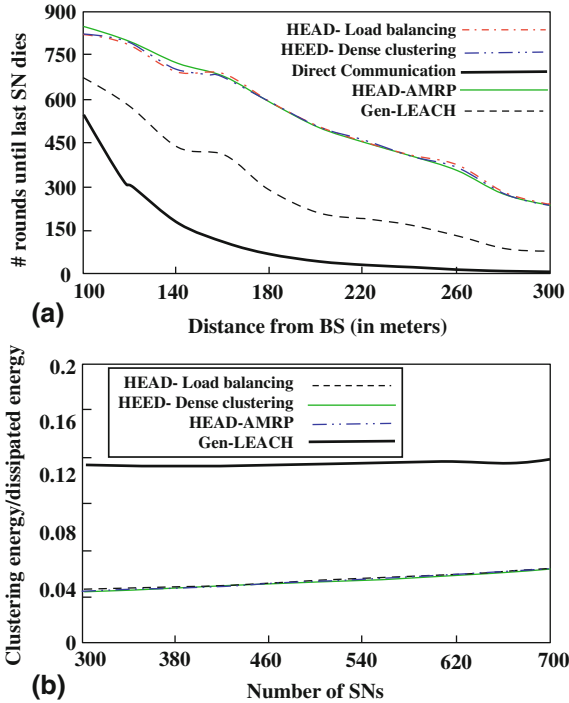 # rounds until last SN dies
900
750
600
450
300
150
0
HEAD- Load balancing
HEED- Dense clustering
Direct Communication
HEAD-AMRP
Gen-LEACH
100
140
180
220
260
300
(a)
Distance from BS (in meters)
Clustering energy/dissipated energy
0.2
0.16
0.12
0.08
0.04
0
HEAD- Load balancing
HEED- Dense clustering
HEAD-AMRP
Gen-LEACH
300
380
460
540
620
700
(b)
Number of SNs